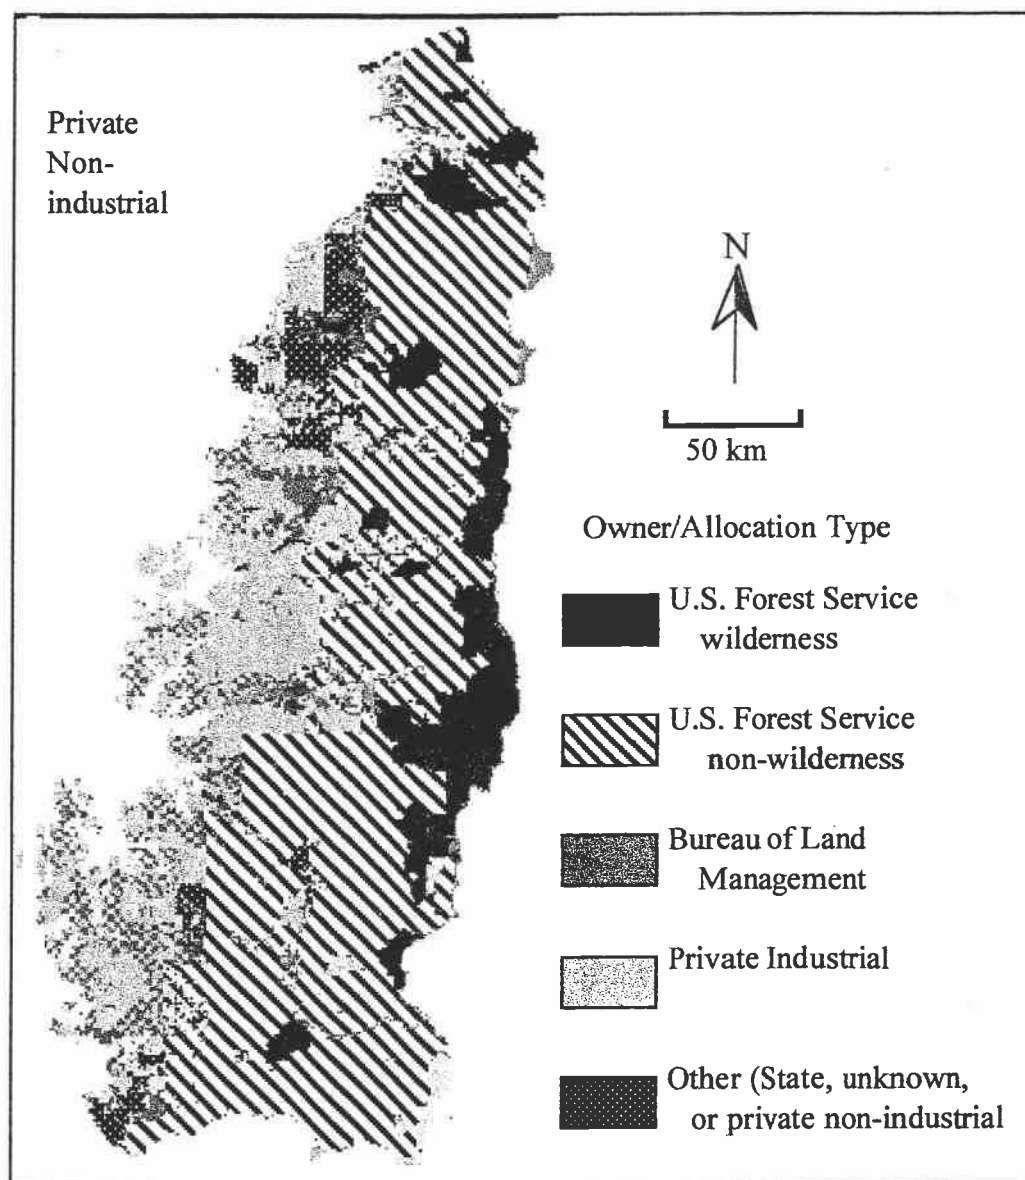 Private
Non-
industrial
N
50 km
Owner/Allocation Type
U.S. Forest Service
wilderness
U.S. Forest Service
non-wilderness
Bureau of Land
Management
Private Industrial
Other (State, unknown,
or private non-industrial